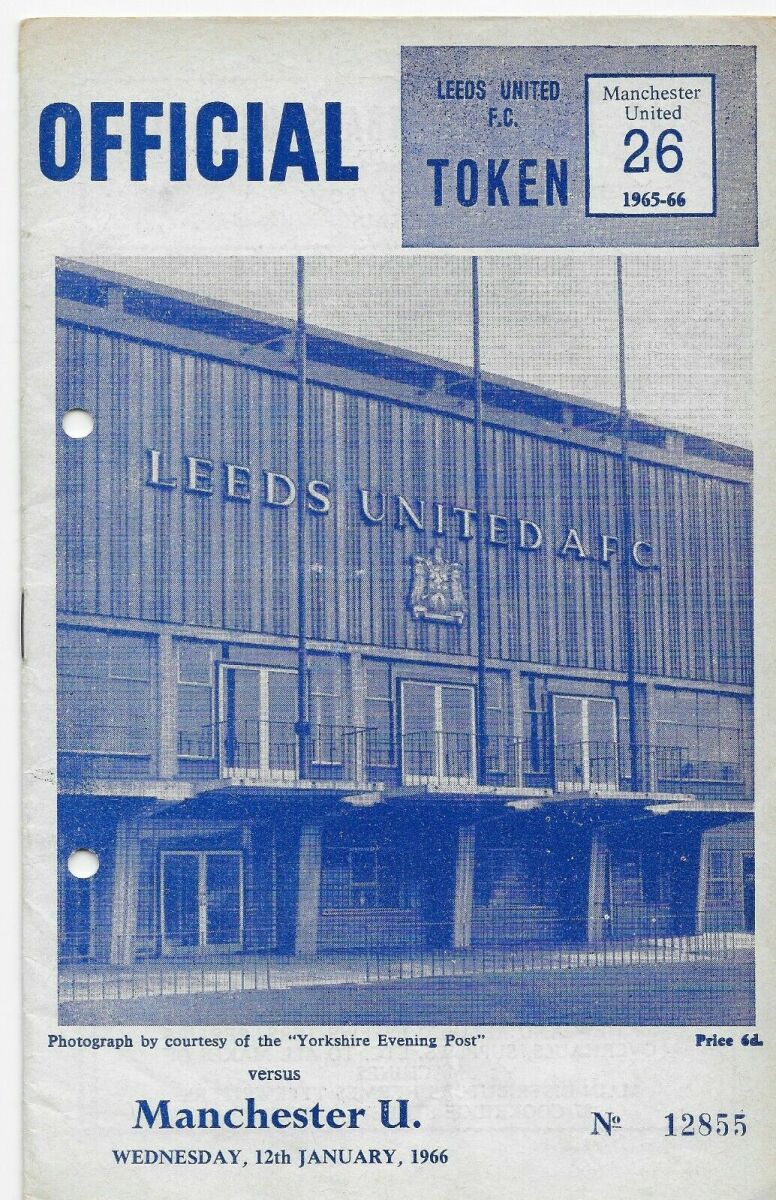 OFFICIAL
LEEDS UNITED
F.C.
TOKEN
Manchester
United
26
1965-66
LEEDS UNITED A.F.C.
Photograph by courtesy of the "Yorkshire Evening Post"
Price 6d.
versus
Manchester U.
WEDNESDAY, 12th JANUARY, 1966
Nº 12855